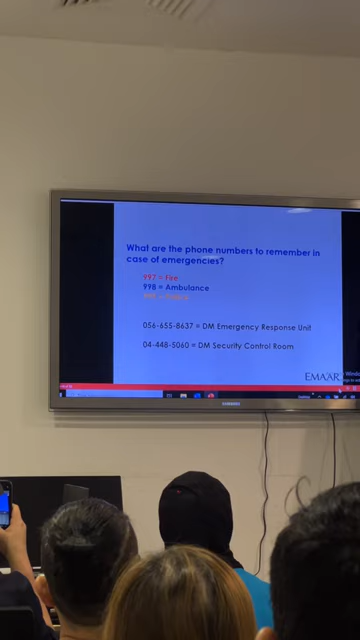 What are the phone numbers to remember in
case of emergencies?
997 = Fire
998 = Ambulance
056-655-8637 = DM Emergency Response Unit
04-448-5060 = DM Security Control Room
EMAAR
SAMSUNG